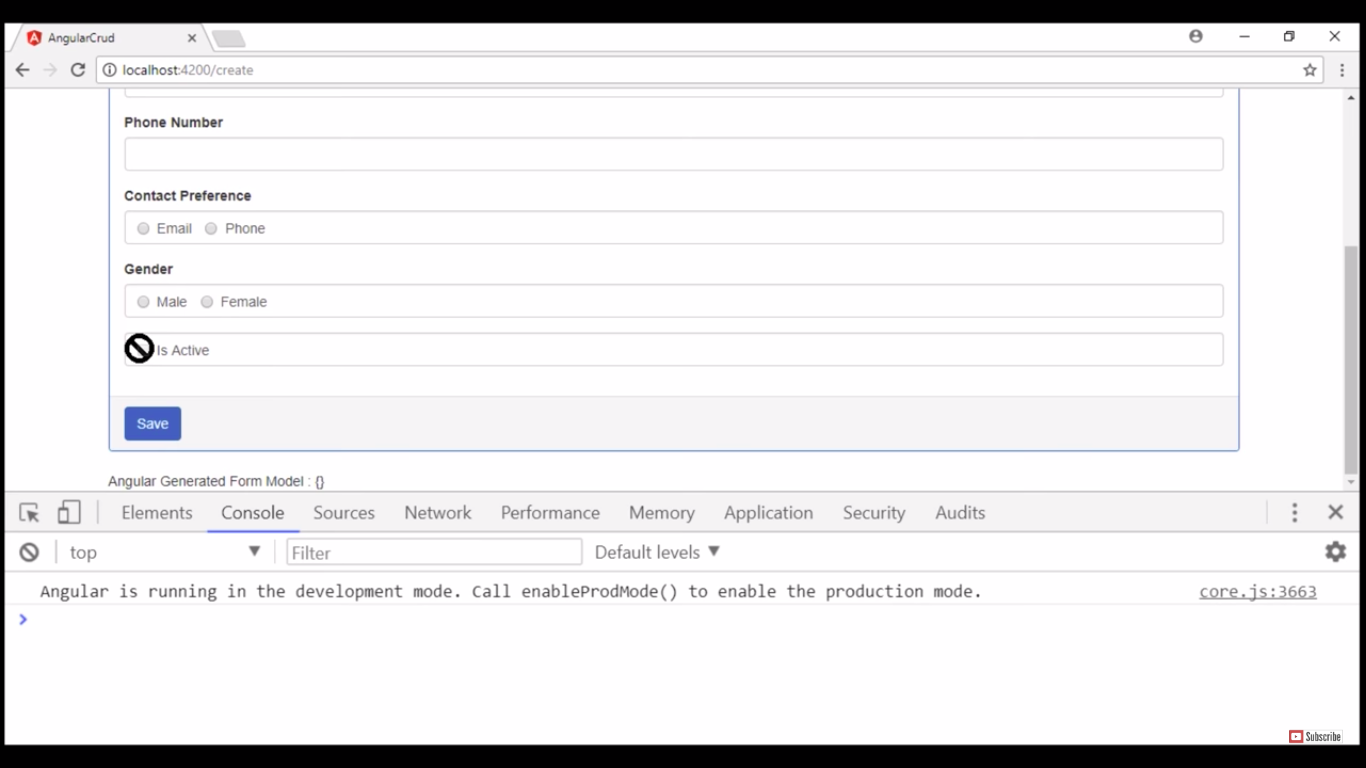 AngularCrud
localhost:4200/create
Phone Number
Contact Preference
Email Phone
Gender
Male Female
Is Active
Save
Angular Generated Form Model : {}
Elements Console Sources Network Performance Memory Application Security Audits
top Filter Default levels
Angular is running in the development mode. Call enableProdMode() to enable the production mode. core.js:3663
Subscribe